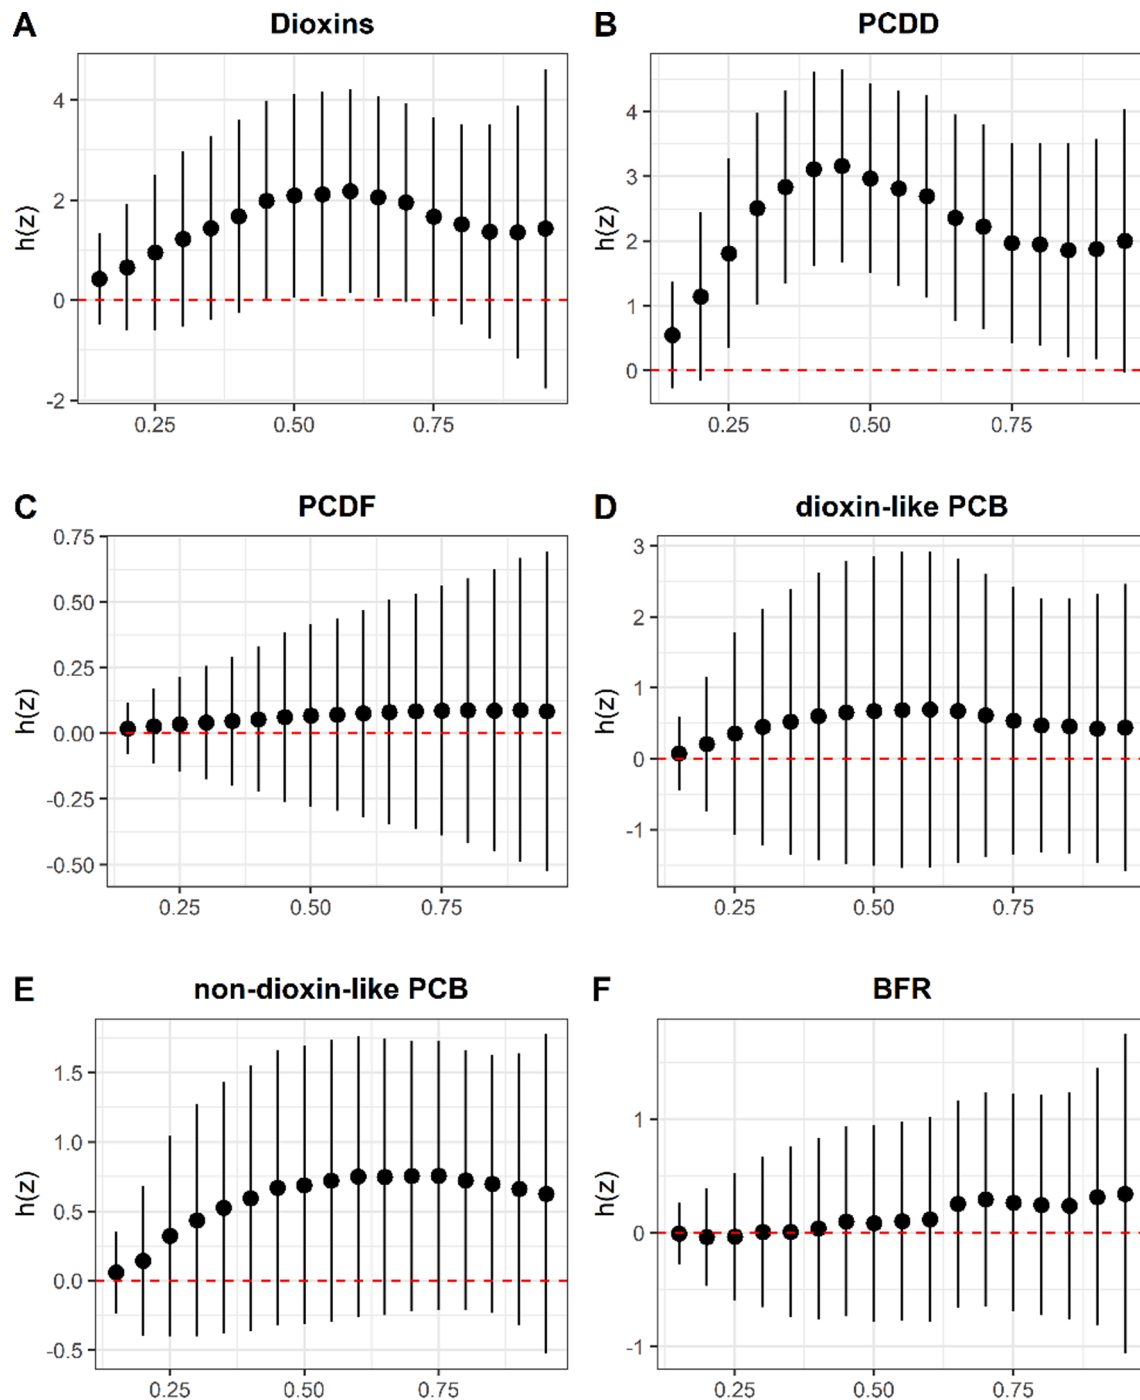 A Dioxins
B PCDD
h(z)
4
2
0
-2
0.25 0.50 0.75
h(z)
4
3
2
1
0
0.25 0.50 0.75
C PCDF
D dioxin-like PCB
h(z)
0.75
0.50
0.25
0.00
-0.25
-0.50
0.25 0.50 0.75
h(z)
3
2
1
0
-1
0.25 0.50 0.75
E non-dioxin-like PCB
F BFR
h(z)
1.5
1.0
0.5
0.0
-0.5
0.25 0.50 0.75
h(z)
1
0
-1
0.25 0.50 0.75